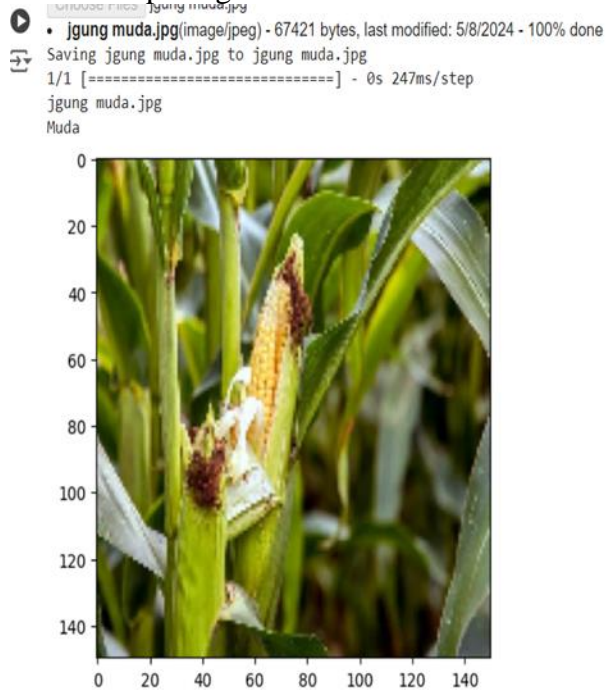 Choose Files jgung muda.jpg
• jgung muda.jpg(image/jpeg) - 67421 bytes, last modified: 5/8/2024 - 100% done
Saving jgung muda.jpg to jgung muda.jpg
1/1 [==============================] - 0s 247ms/step
jgung muda.jpg
Muda
0
20
40
60
80
100
120
140
0 20 40 60 80 100 120 140